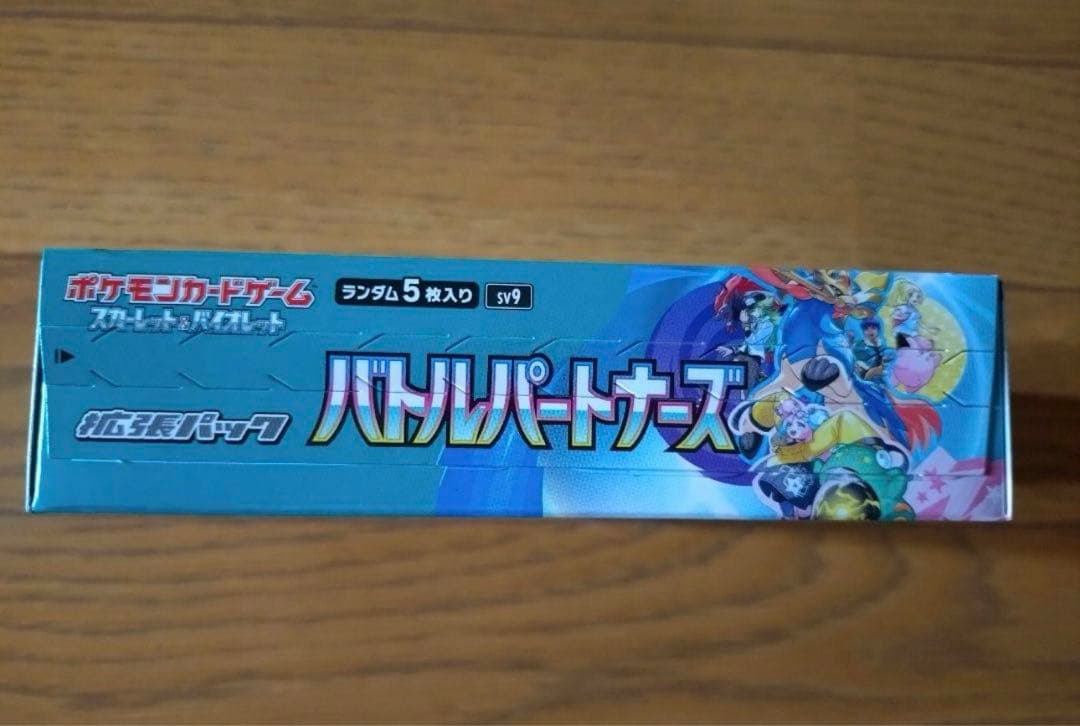 ポケモンカードゲーム
スカーレット&バイオレット
ランダム5枚入り
SV9
拡張パック
バトルパートナーズ